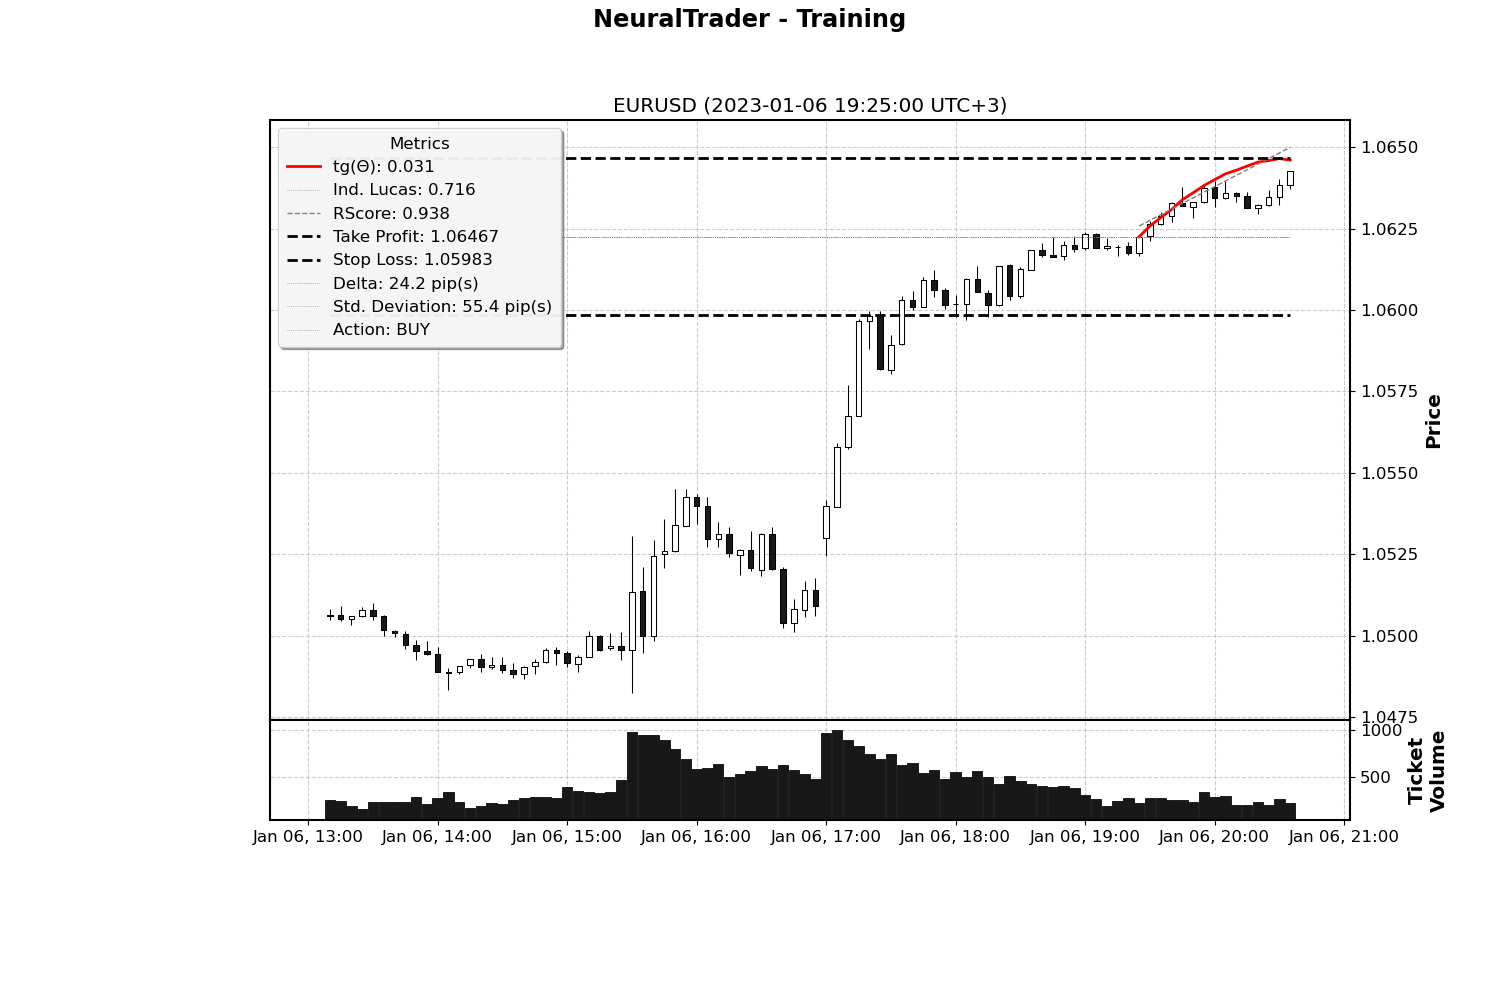 NeuralTrader - Training
EURUSD (2023-01-06 19:25:00 UTC+3)
Metrics
tg(Θ): 0.031
Ind. Lucas: 0.716
RScore: 0.938
Take Profit: 1.06467
Stop Loss: 1.05983
Delta: 24.2 pip(s)
Std. Deviation: 55.4 pip(s)
Action: BUY
1.0650
1.0625
1.0600
1.0575
1.0550
1.0525
1.0500
1.0475
Price
1000
500
Ticket
Volume
Jan 06, 13:00 Jan 06, 14:00 Jan 06, 15:00 Jan 06, 16:00 Jan 06, 17:00 Jan 06, 18:00 Jan 06, 19:00 Jan 06, 20:00 Jan 06, 21:00